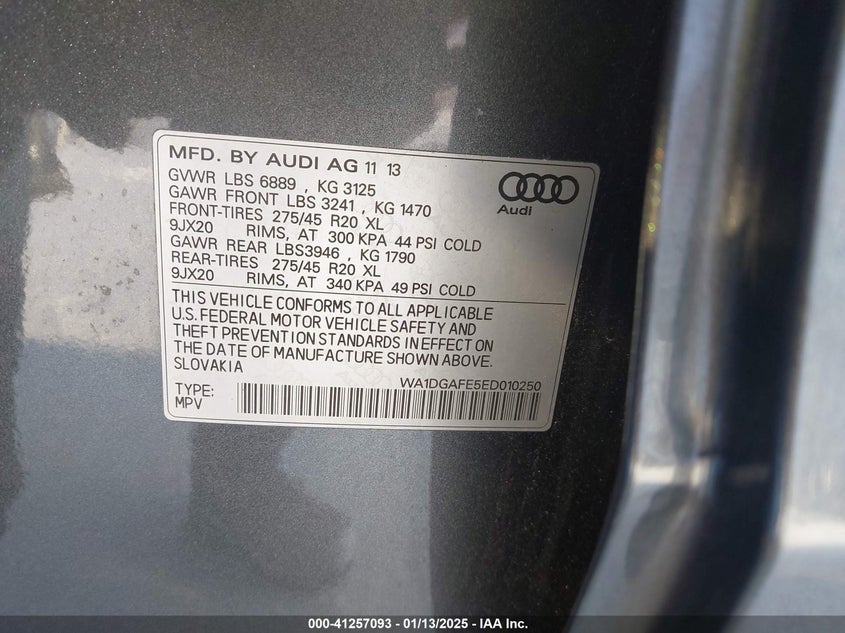 MFD. BY AUDI AG 11 13
GVWR LBS 6889 , KG 3125
GAWR FRONT LBS 3241 , KG 1470
FRONT-TIRES 275/45 R20 XL
9JX20 RIMS, AT 300 KPA 44 PSI COLD
GAWR REAR LBS3946 , KG 1790
REAR-TIRES 275/45 R20 XL
9JX20 RIMS, AT 340 KPA 49 PSI COLD
Audi
THIS VEHICLE CONFORMS TO ALL APPLICABLE
U.S. FEDERAL MOTOR VEHICLE SAFETY AND
THEFT PREVENTION STANDARDS IN EFFECT ON
THE DATE OF MANUFACTURE SHOWN ABOVE.
SLOVAKIA
WA1DGAFE5ED010250
TYPE:
MPV
000-41257093 - 01/13/2025 - WWW.IAAI.COM